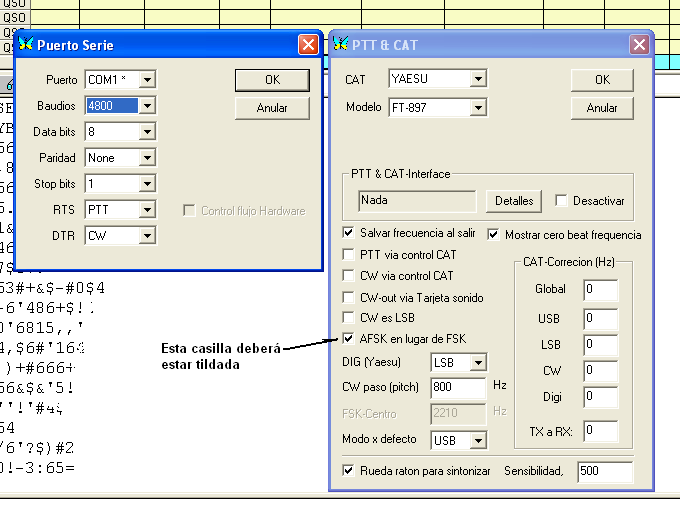 QSO
QSO
QSO
QSO
Puerto Serie
Puerto COM1 *
Baudios 4800
Data bits 8
Paridad None
Stop bits 1
RTS PTT
DTR CW
OK
Anular
Control flujo Hardware
PTT & CAT
CAT YAESU
Modelo FT-897
OK
Anular
PTT & CAT-Interface
Nada Detalles Desactivar
Salvar frecuencia al salir
Mostrar cero beat frequencia
PTT via control CAT
CW via control CAT
CW-out via Tarjeta sonido
CW es LSB
AFSK en lugar de FSK
DIG (Yaesu) LSB
CW paso (pitch) 800 Hz
FSK-Centro. 2210 Hz
Modo x defecto USB
CAT-Correcion (Hz)
Global 0
USB 0
LSB 0
CW 0
Digi 0
TX a RX: 0
Rueda raton para sintonizar Sensibilidad, 500
Esta casilla deberá
estar tildada
53#+&$-#0$4
-6'486+$!
0'6815,,'
4,$6#'16
)+#666+
56&$&'5!
''!'#4
54
/6'?$)#2
0!-3:65=